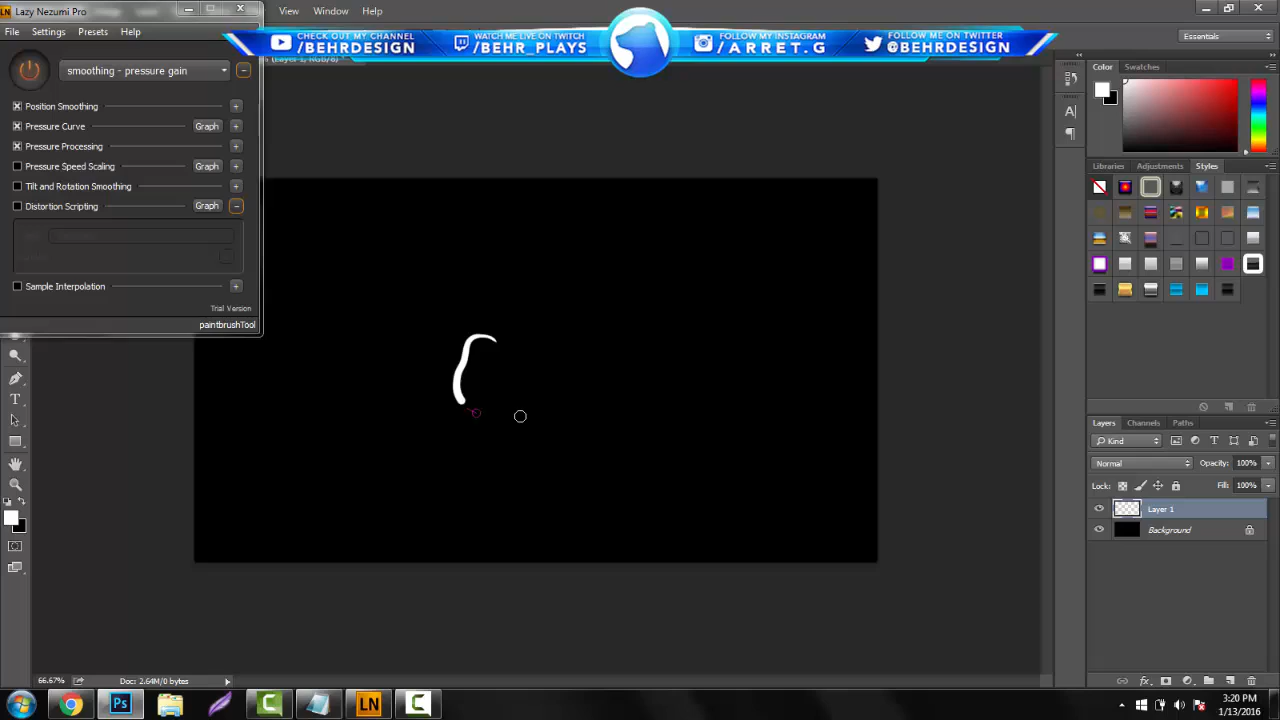 LN Lazy Nezumi Pro
File Settings Presets Help
View Window Help
CHECK OUT MY CHANNEL
/BEHRDESIGN
WATCH ME LIVE ON TWITCH
/BEHR_PLAYS
FOLLOW MY INSTAGRAM
/ARRET.G
FOLLOW ME ON TWITTER
@BEHRDESIGN
Essentials
smoothing - pressure gain
Position Smoothing
Pressure Curve Graph
Pressure Processing
Pressure Speed Scaling Graph
Tilt and Rotation Smoothing
Distortion Scripting Graph
Sample Interpolation
Trial Version
paintbrushTool
Color Swatches
Libraries Adjustments Styles
Layers Channels Paths
Kind
Normal Opacity: 100%
Lock: Fill: 100%
Layer 1
Background
66.67% Doc: 2.64M/0 bytes
Ps
LN
3:20 PM
1/13/2016